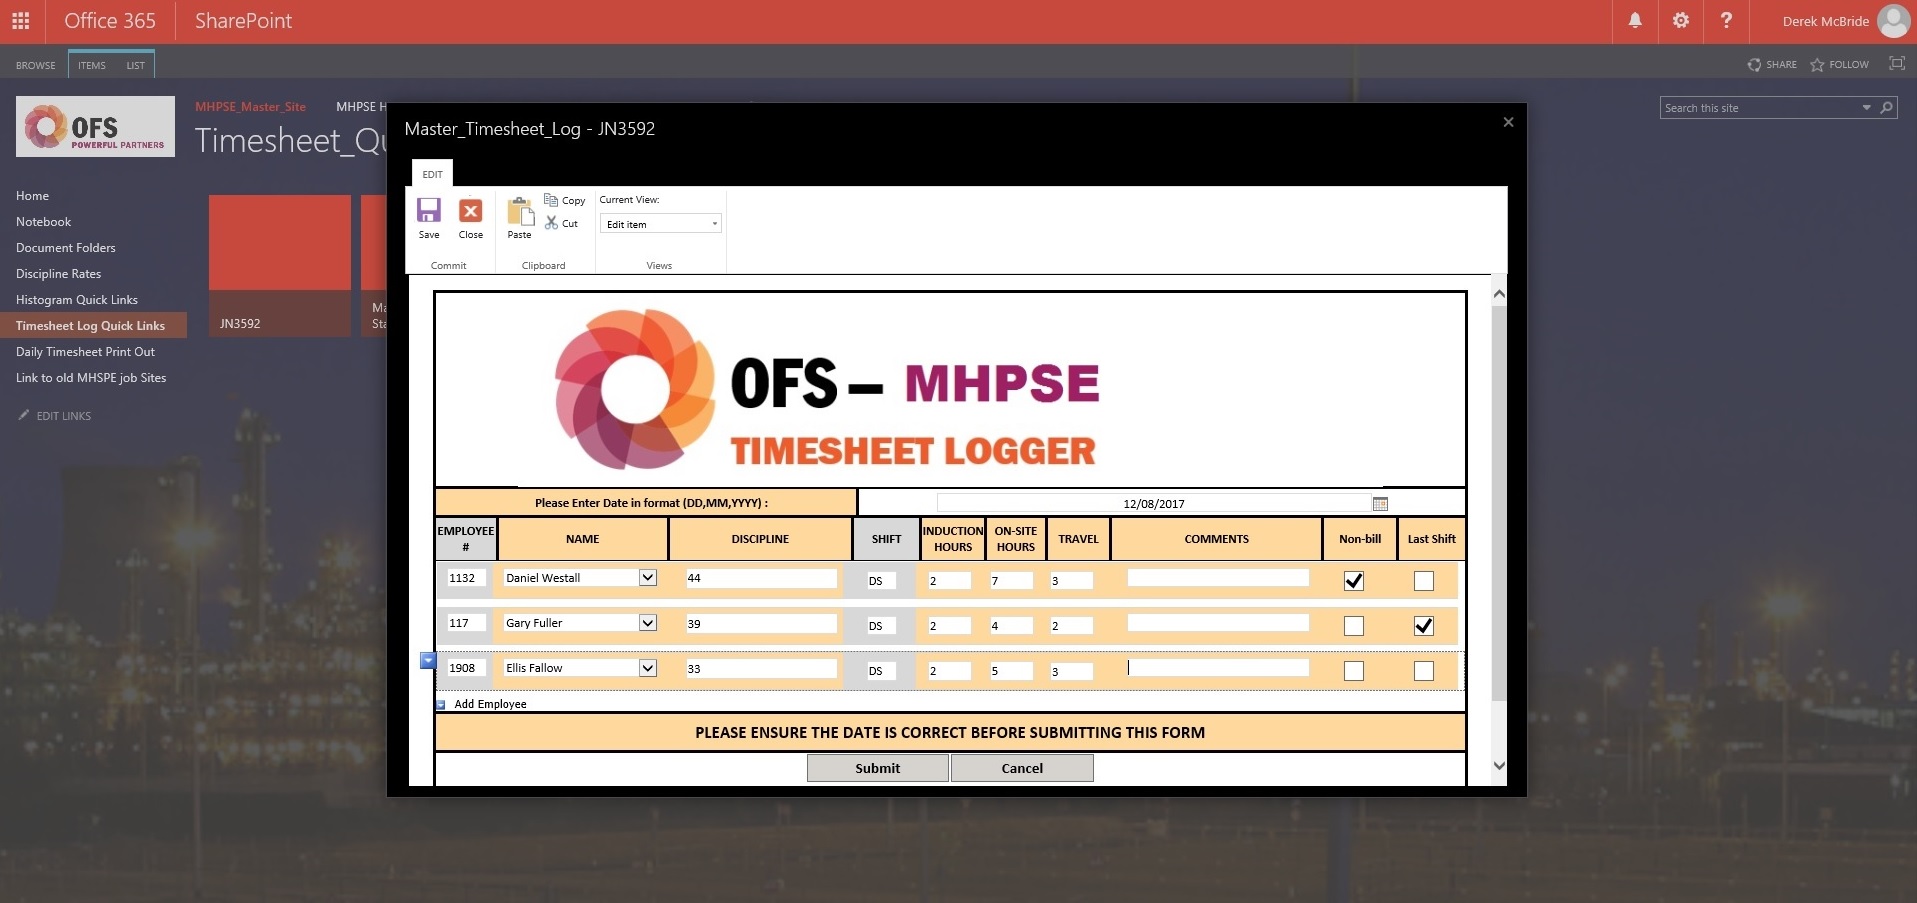 Office 365
SharePoint
?
Derek McBride
BROWSE
ITEMS
LIST
SHARE
FOLLOW
OFS
POWERFUL PARTNERS
MHPSE_Master_Site
MHPSE H
Timesheet_Qu
Search this site
Home
Notebook
Document Folders
Discipline Rates
Histogram Quick Links
Timesheet Log Quick Links
Daily Timesheet Print Out
Link to old MHSPE job Sites
EDIT LINKS
JN3592
Ma
Sta
Master_Timesheet_Log - JN3592
EDIT
Save
Close
Paste
Copy
Cut
Current View:
Edit item
Commit
Clipboard
Views
OFS – MHPSE
TIMESHEET LOGGER
Please Enter Date in format (DD,MM,YYYY) :
12/08/2017
EMPLOYEE # NAME DISCIPLINE SHIFT INDUCTION HOURS ON-SITE HOURS TRAVEL COMMENTS Non-bill Last Shift
1132 Daniel Westall 44 DS 2 7 3
117 Gary Fuller 39 DS 2 4 2
1908 Ellis Fallow 33 DS 2 5 3
Add Employee
PLEASE ENSURE THE DATE IS CORRECT BEFORE SUBMITTING THIS FORM
Submit
Cancel